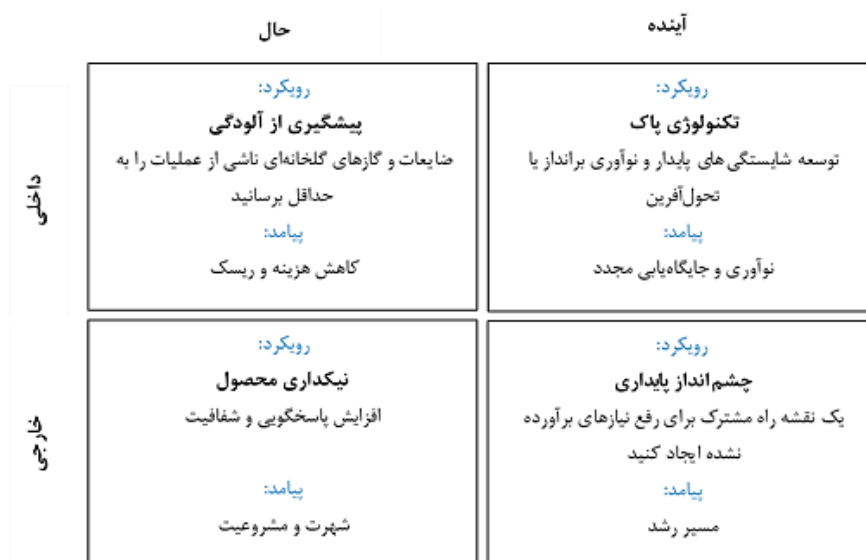 آینده
حال
داخلی
رویکرد:
پیشگیری از آلودگی
ضایعات و گازهای گلخانه‌ای ناشی از عملیات را به
حداقل برسانید
پیامد:
کاهش هزینه و ریسک
رویکرد:
تکنولوژی پاک
توسعه شایستگی‌های پایدار و نوآوری برانداز یا
تحول‌آفرین
پیامد:
نوآوری و جایگاه‌یابی مجدد
خارجی
رویکرد:
نیکداری محصول
افزایش پاسخگویی و شفافیت
پیامد:
شهرت و مشروعیت
رویکرد:
چشم‌انداز پایداری
یک نقشه راه مشترک برای رفع نیازهای برآورده
نشده ایجاد کنید
پیامد:
مسیر رشد